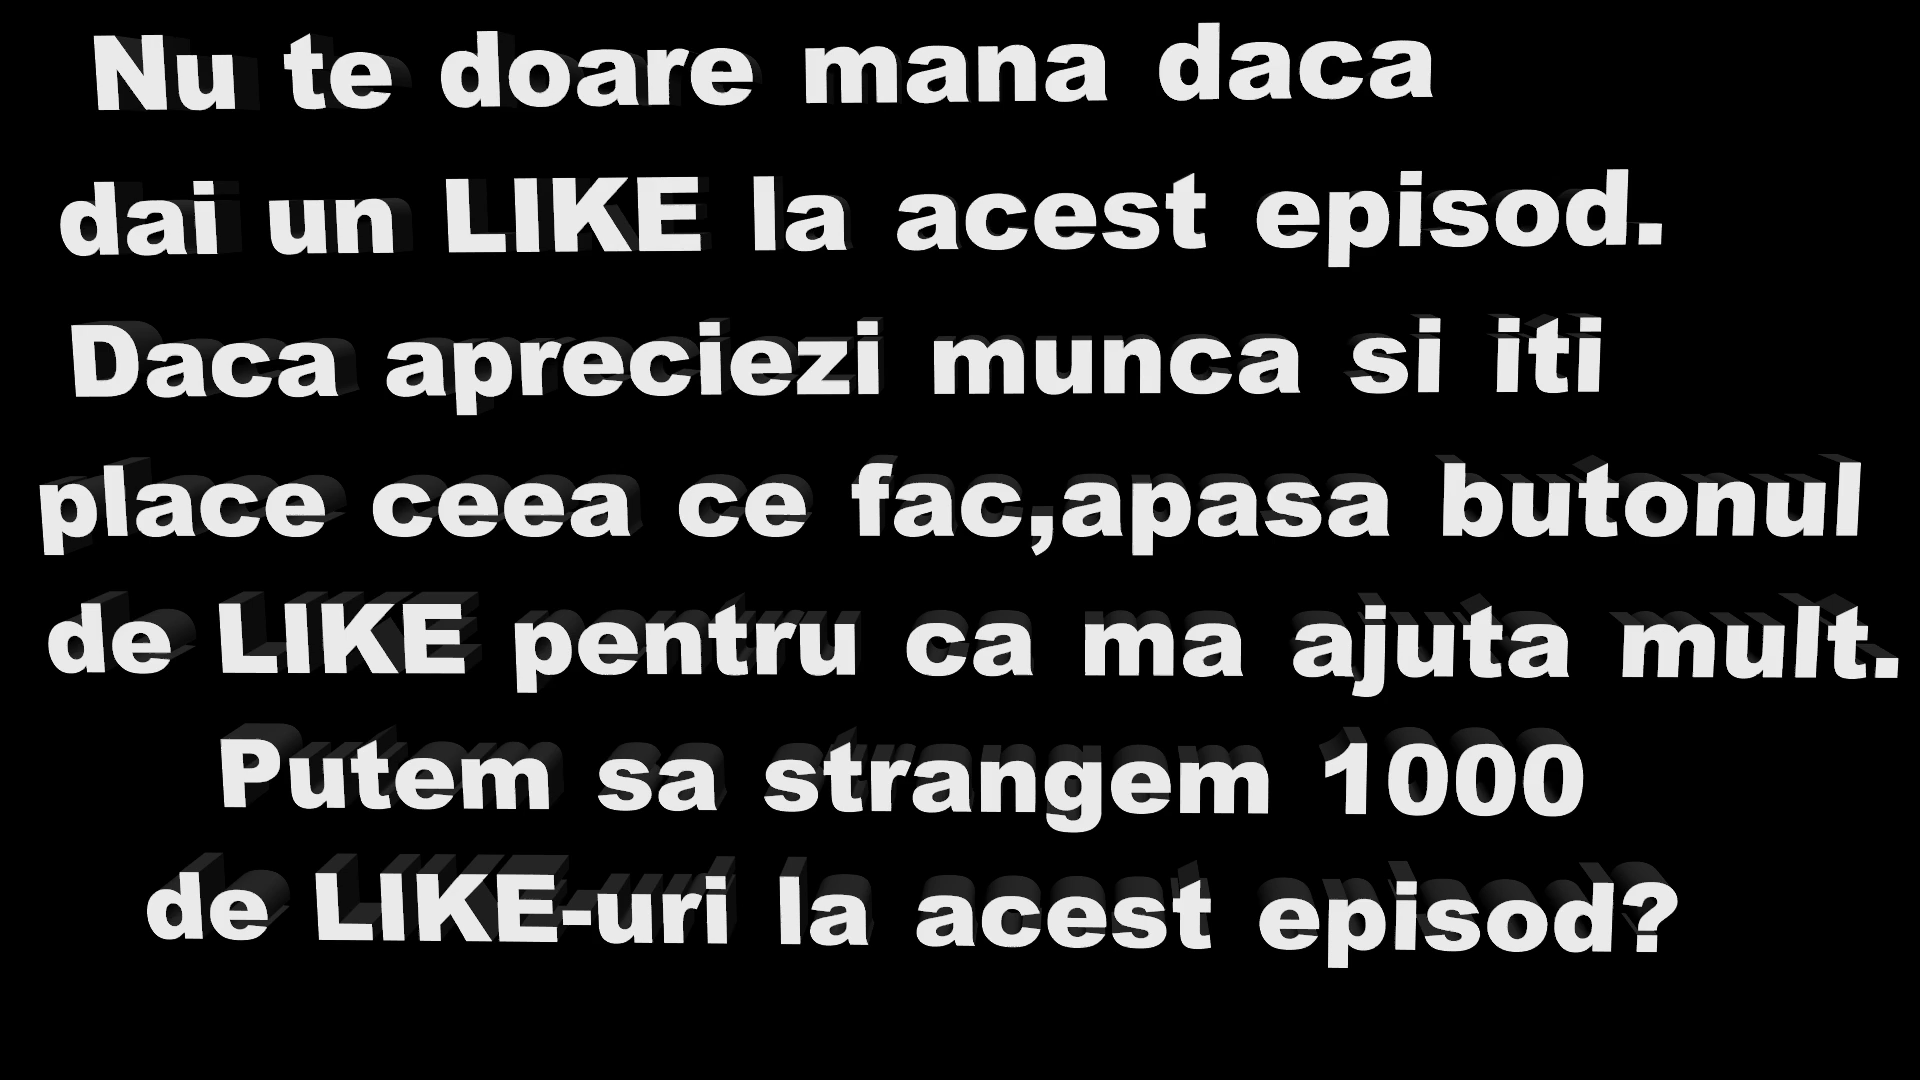 Nu te doare mana daca
dai un LIKE la acest episod.
Daca apreciezi munca si iti
place ceea ce fac,apasa butonul
de LIKE pentru ca ma ajuta mult.
Putem sa strangem 1000
de LIKE-uri la acest episod?